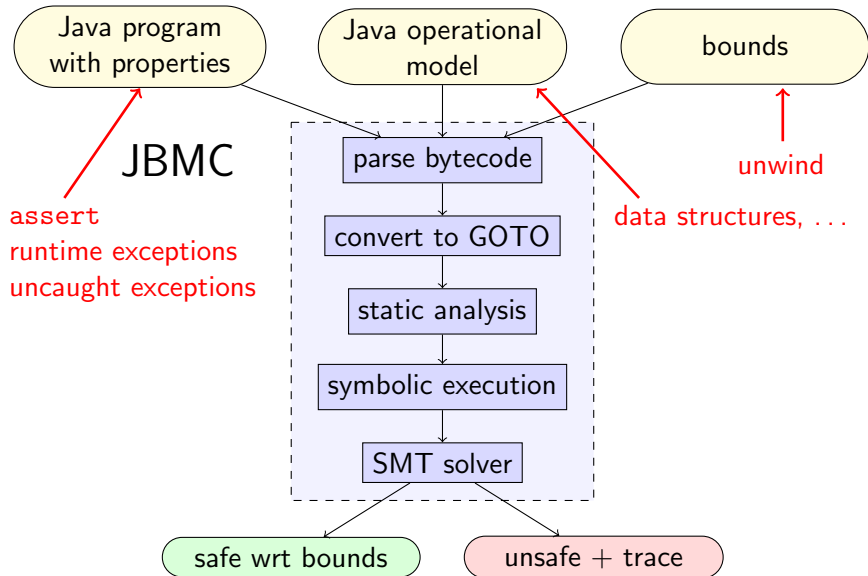 Java program
with properties
Java operational
model
bounds
JBMC
parse bytecode
unwind
assert
runtime exceptions
uncaught exceptions
data structures, ...
convert to GOTO
static analysis
symbolic execution
SMT solver
safe wrt bounds
unsafe + trace